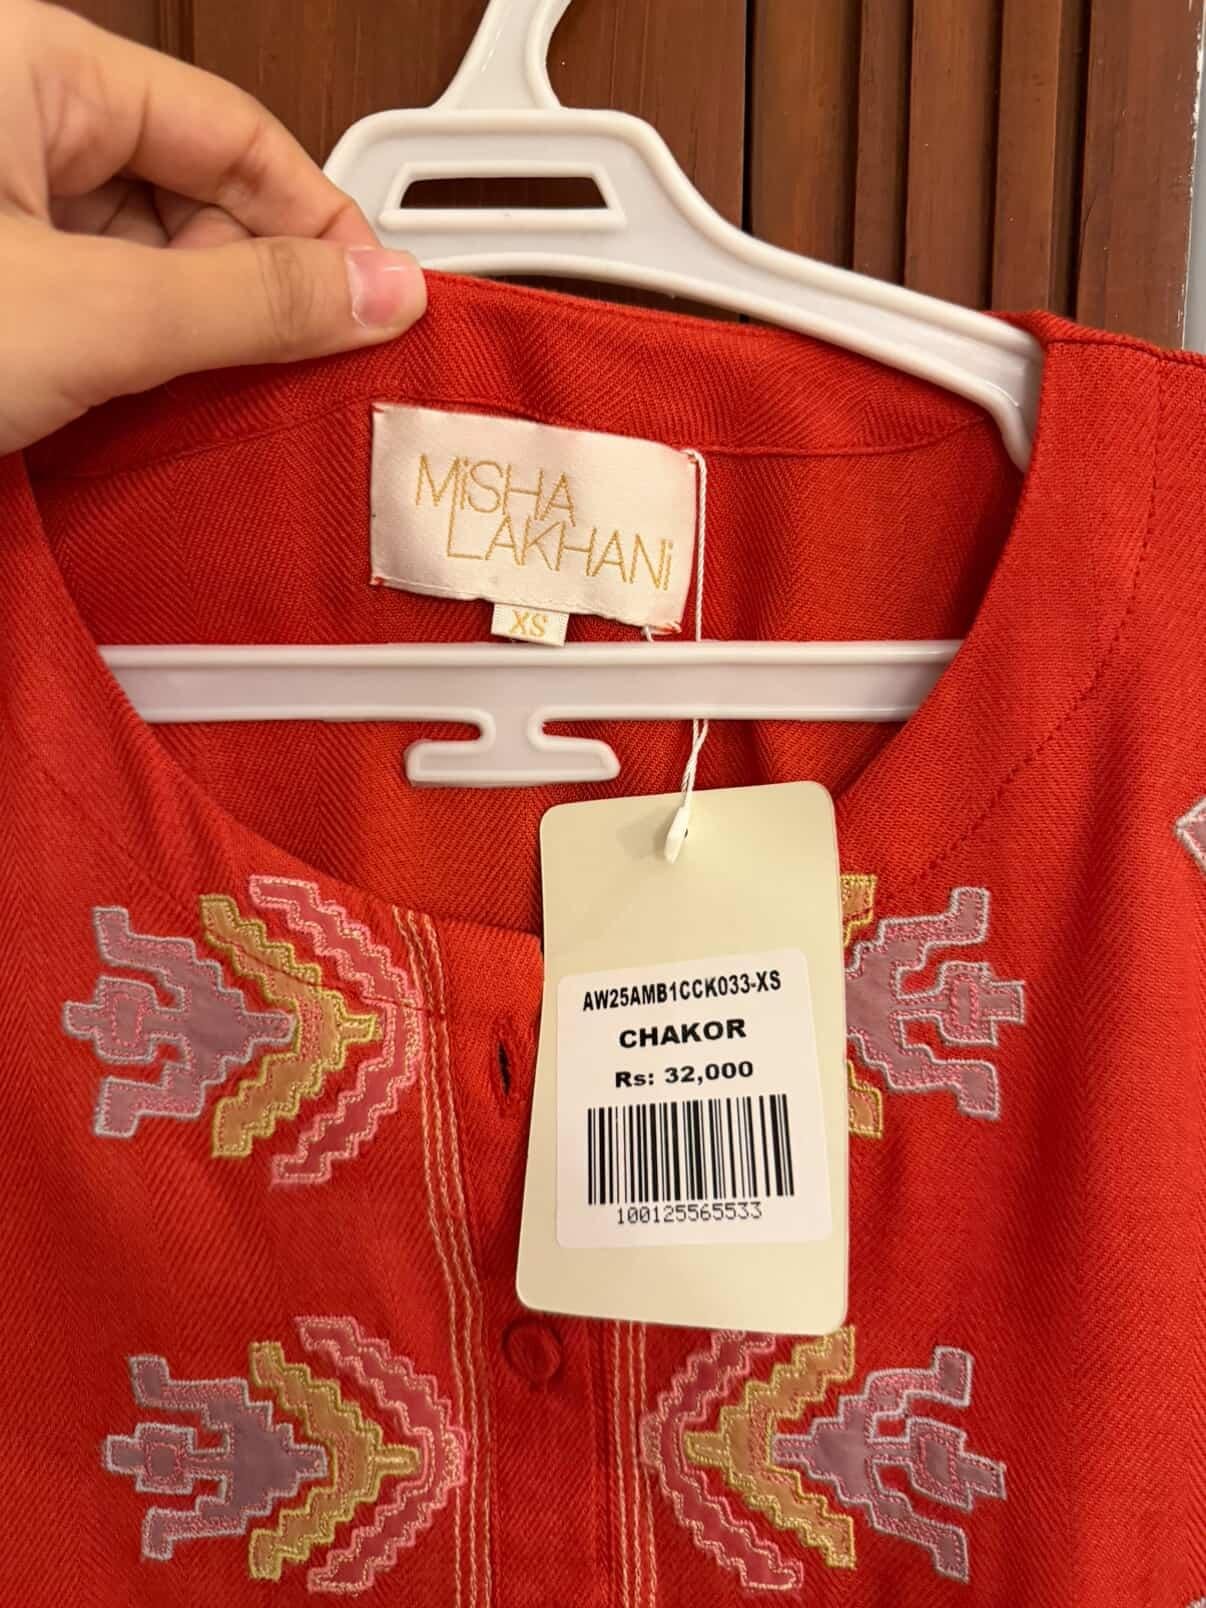 MiSHA
LAKHANi
XS
AW25AMB1CCK033-XS
CHAKOR
Rs: 32,000
100125565533